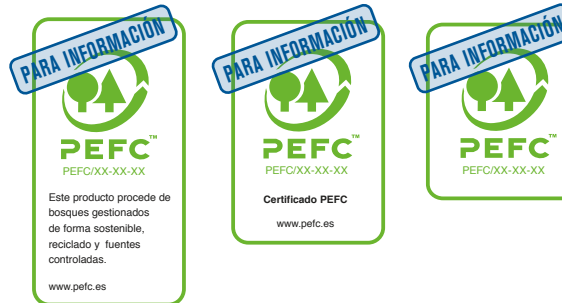 PARA INFORMACIÓN
PEFC™
PEFC/XX-XX-XX
Este producto procede de
bosques gestionados
de forma sostenible,
reciclado y fuentes
controladas.
www.pefc.es
PARA INFORMACIÓN
PEFC™
PEFC/XX-XX-XX
Certificado PEFC
www.pefc.es
PARA INFORMACIÓN
PEFC™
PEFC/XX-XX-XX